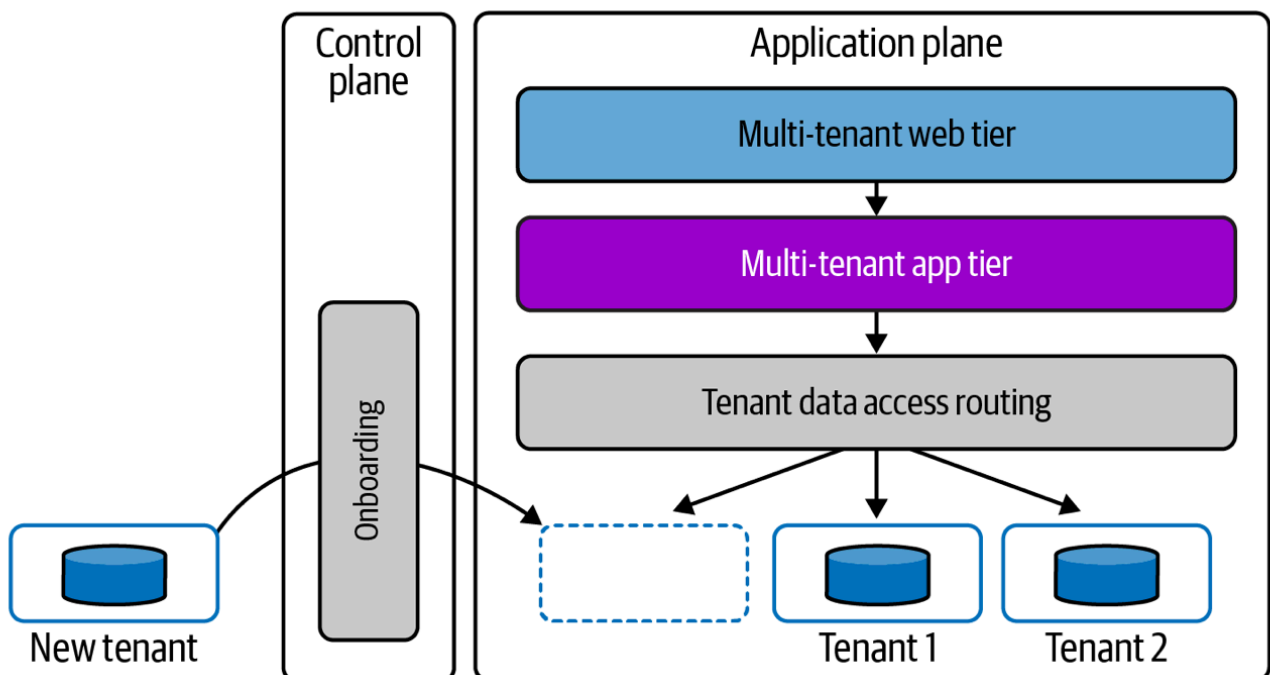 Control
plane
Application plane
Multi-tenant web tier
Multi-tenant app tier
Tenant data access routing
Onboarding
New tenant
Tenant 1
Tenant 2